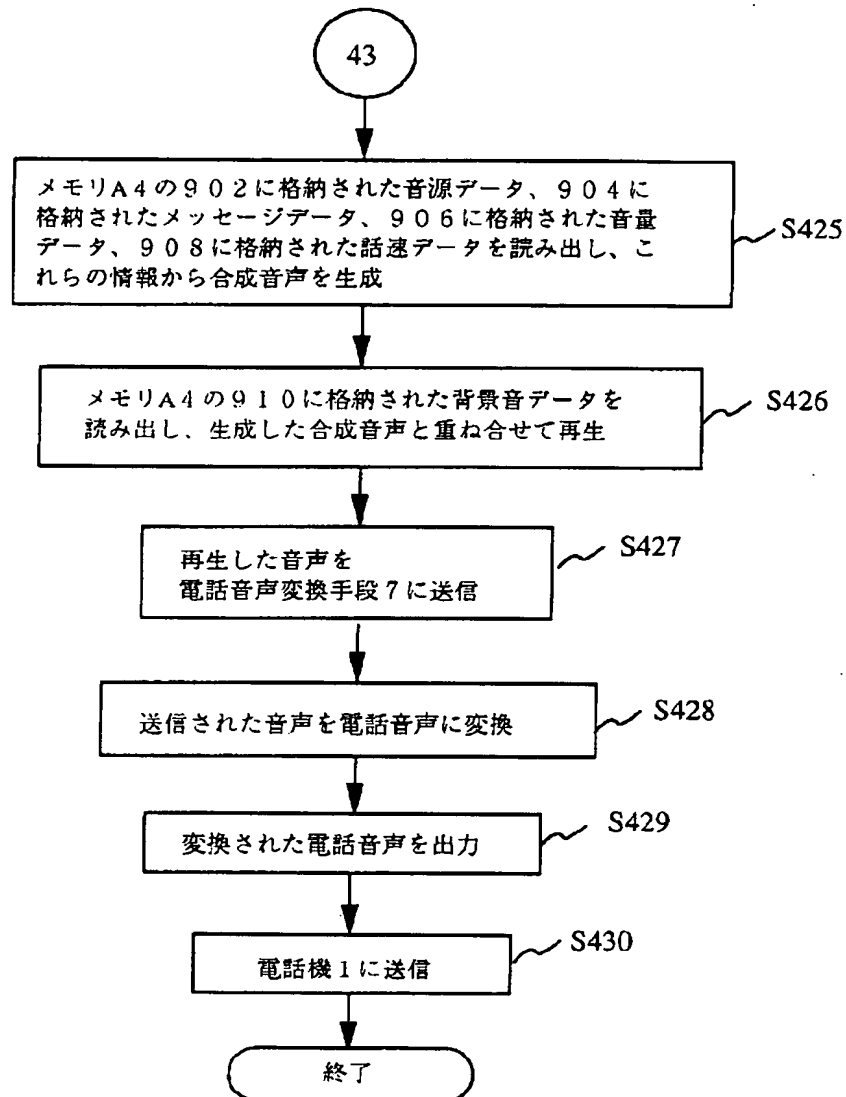 43
メモリA4の902に格納された音源データ、904に
格納されたメッセージデータ、906に格納された音量
データ、908に格納された話速データを読み出し、こ
れらの情報から合成音声を生成
S425
メモリA4の910に格納された背景音データを
読み出し、生成した合成音声と重ね合せて再生
S426
再生した音声を
電話音声変換手段7に送信
S427
送信された音声を電話音声に変換
S428
変換された電話音声を出力
S429
電話機1に送信
S430
終了